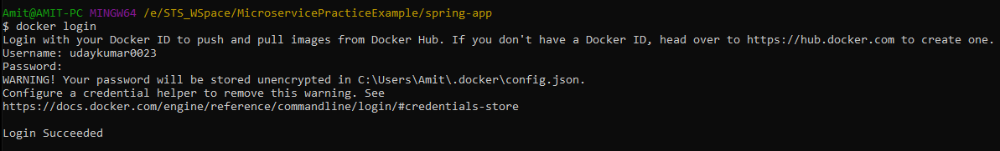 Amit@AMIT-PC MINGW64 /e/STS_WSpace/MicroservicePracticeExample/spring-app
$ docker login
Login with your Docker ID to push and pull images from Docker Hub. If you don't have a Docker ID, head over to https://hub.docker.com to create one.
Username: udaykumar0023
Password:
WARNING! Your password will be stored unencrypted in C:\Users\Amit\.docker\config.json.
Configure a credential helper to remove this warning. See
https://docs.docker.com/engine/reference/commandline/login/#credentials-store
Login Succeeded